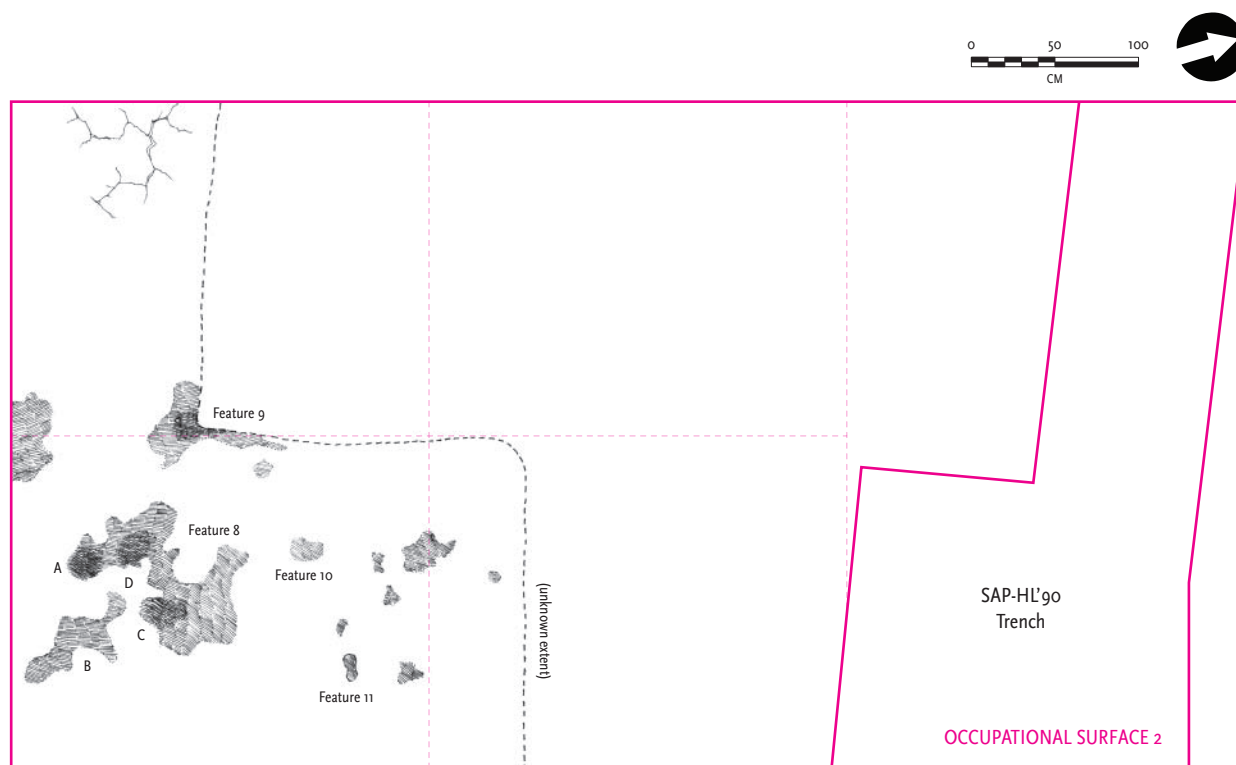 0 50 100
CM
Feature 9
Feature 8
A
D
Feature 10
C
B
Feature 11
(unknown extent)
SAP-HL'90
Trench
OCCUPATIONAL SURFACE 2